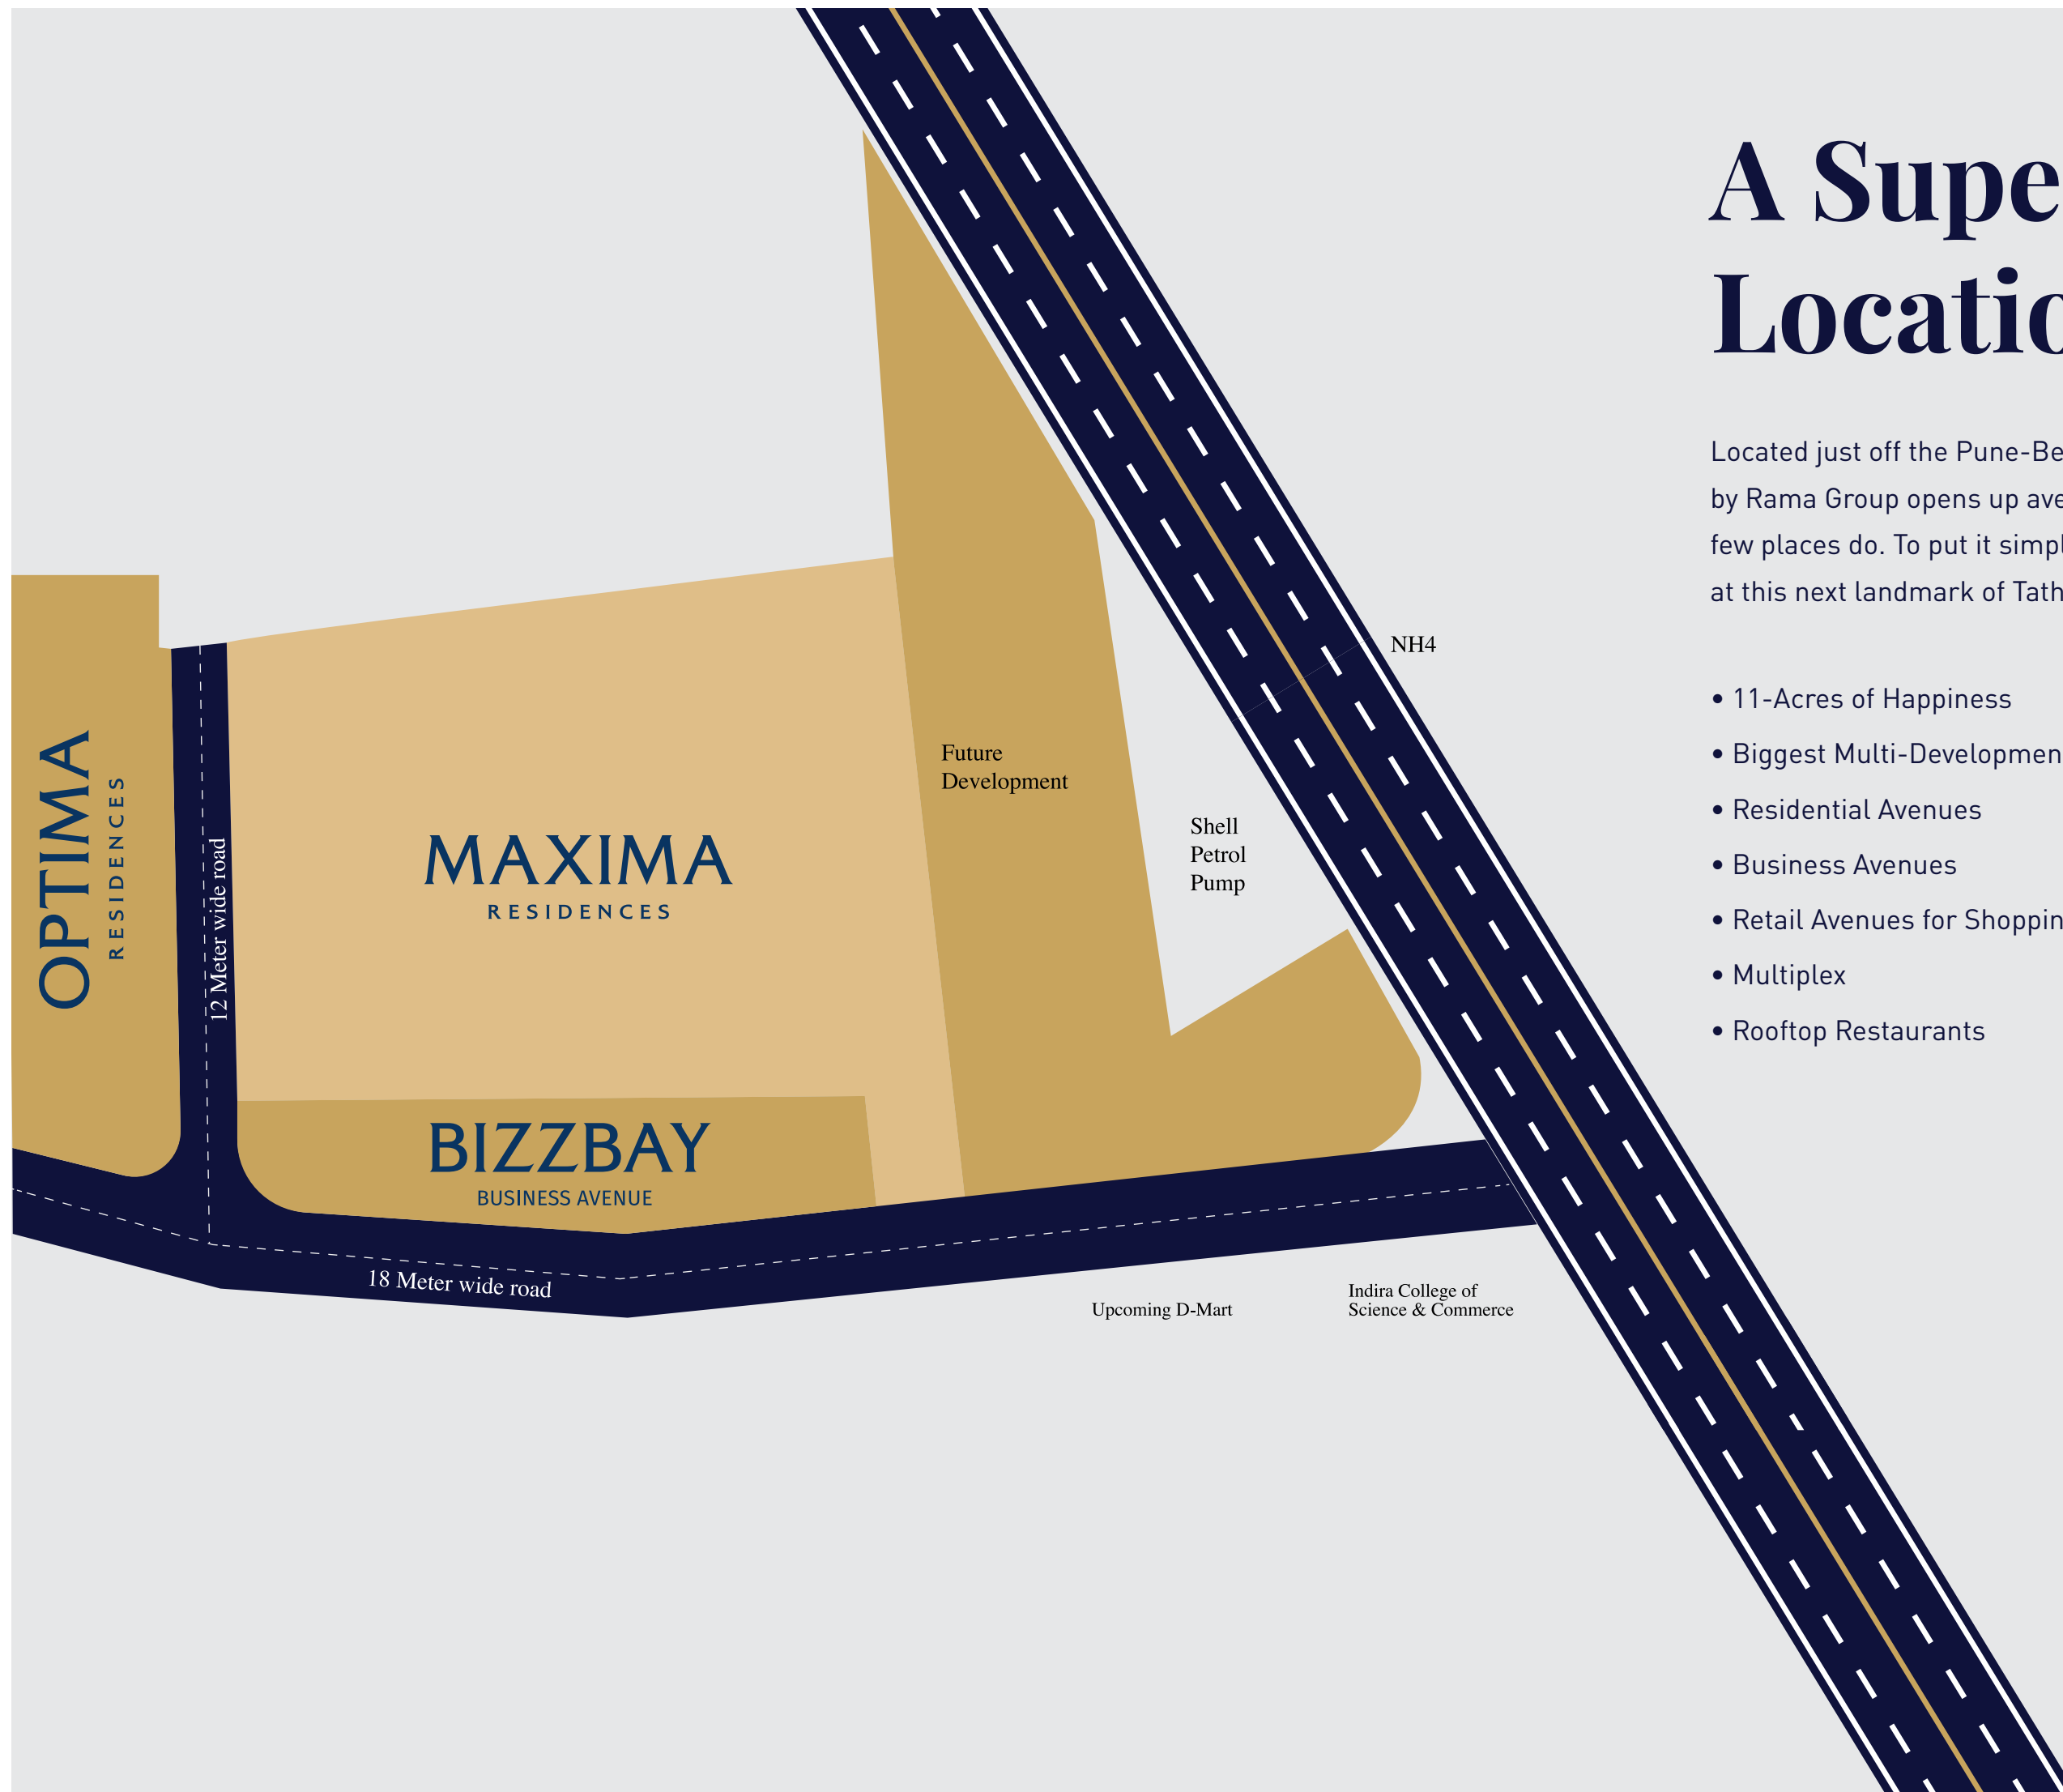 A Supe
Locatio
Located just off the Pune-Be
by Rama Group opens up ave
few places do. To put it simpl
at this next landmark of Tath
• 11-Acres of Happiness
• Biggest Multi-Developmen
• Residential Avenues
• Business Avenues
• Retail Avenues for Shoppin
• Multiplex
• Rooftop Restaurants
NH4
Future
Development
Shell
Petrol
Pump
OPTIMA
RESIDENCES
12 Meter wide road
MAXIMA
RESIDENCES
BIZZBAY
BUSINESS AVENUE
18 Meter wide road
Upcoming D-Mart
Indira College of
Science & Commerce